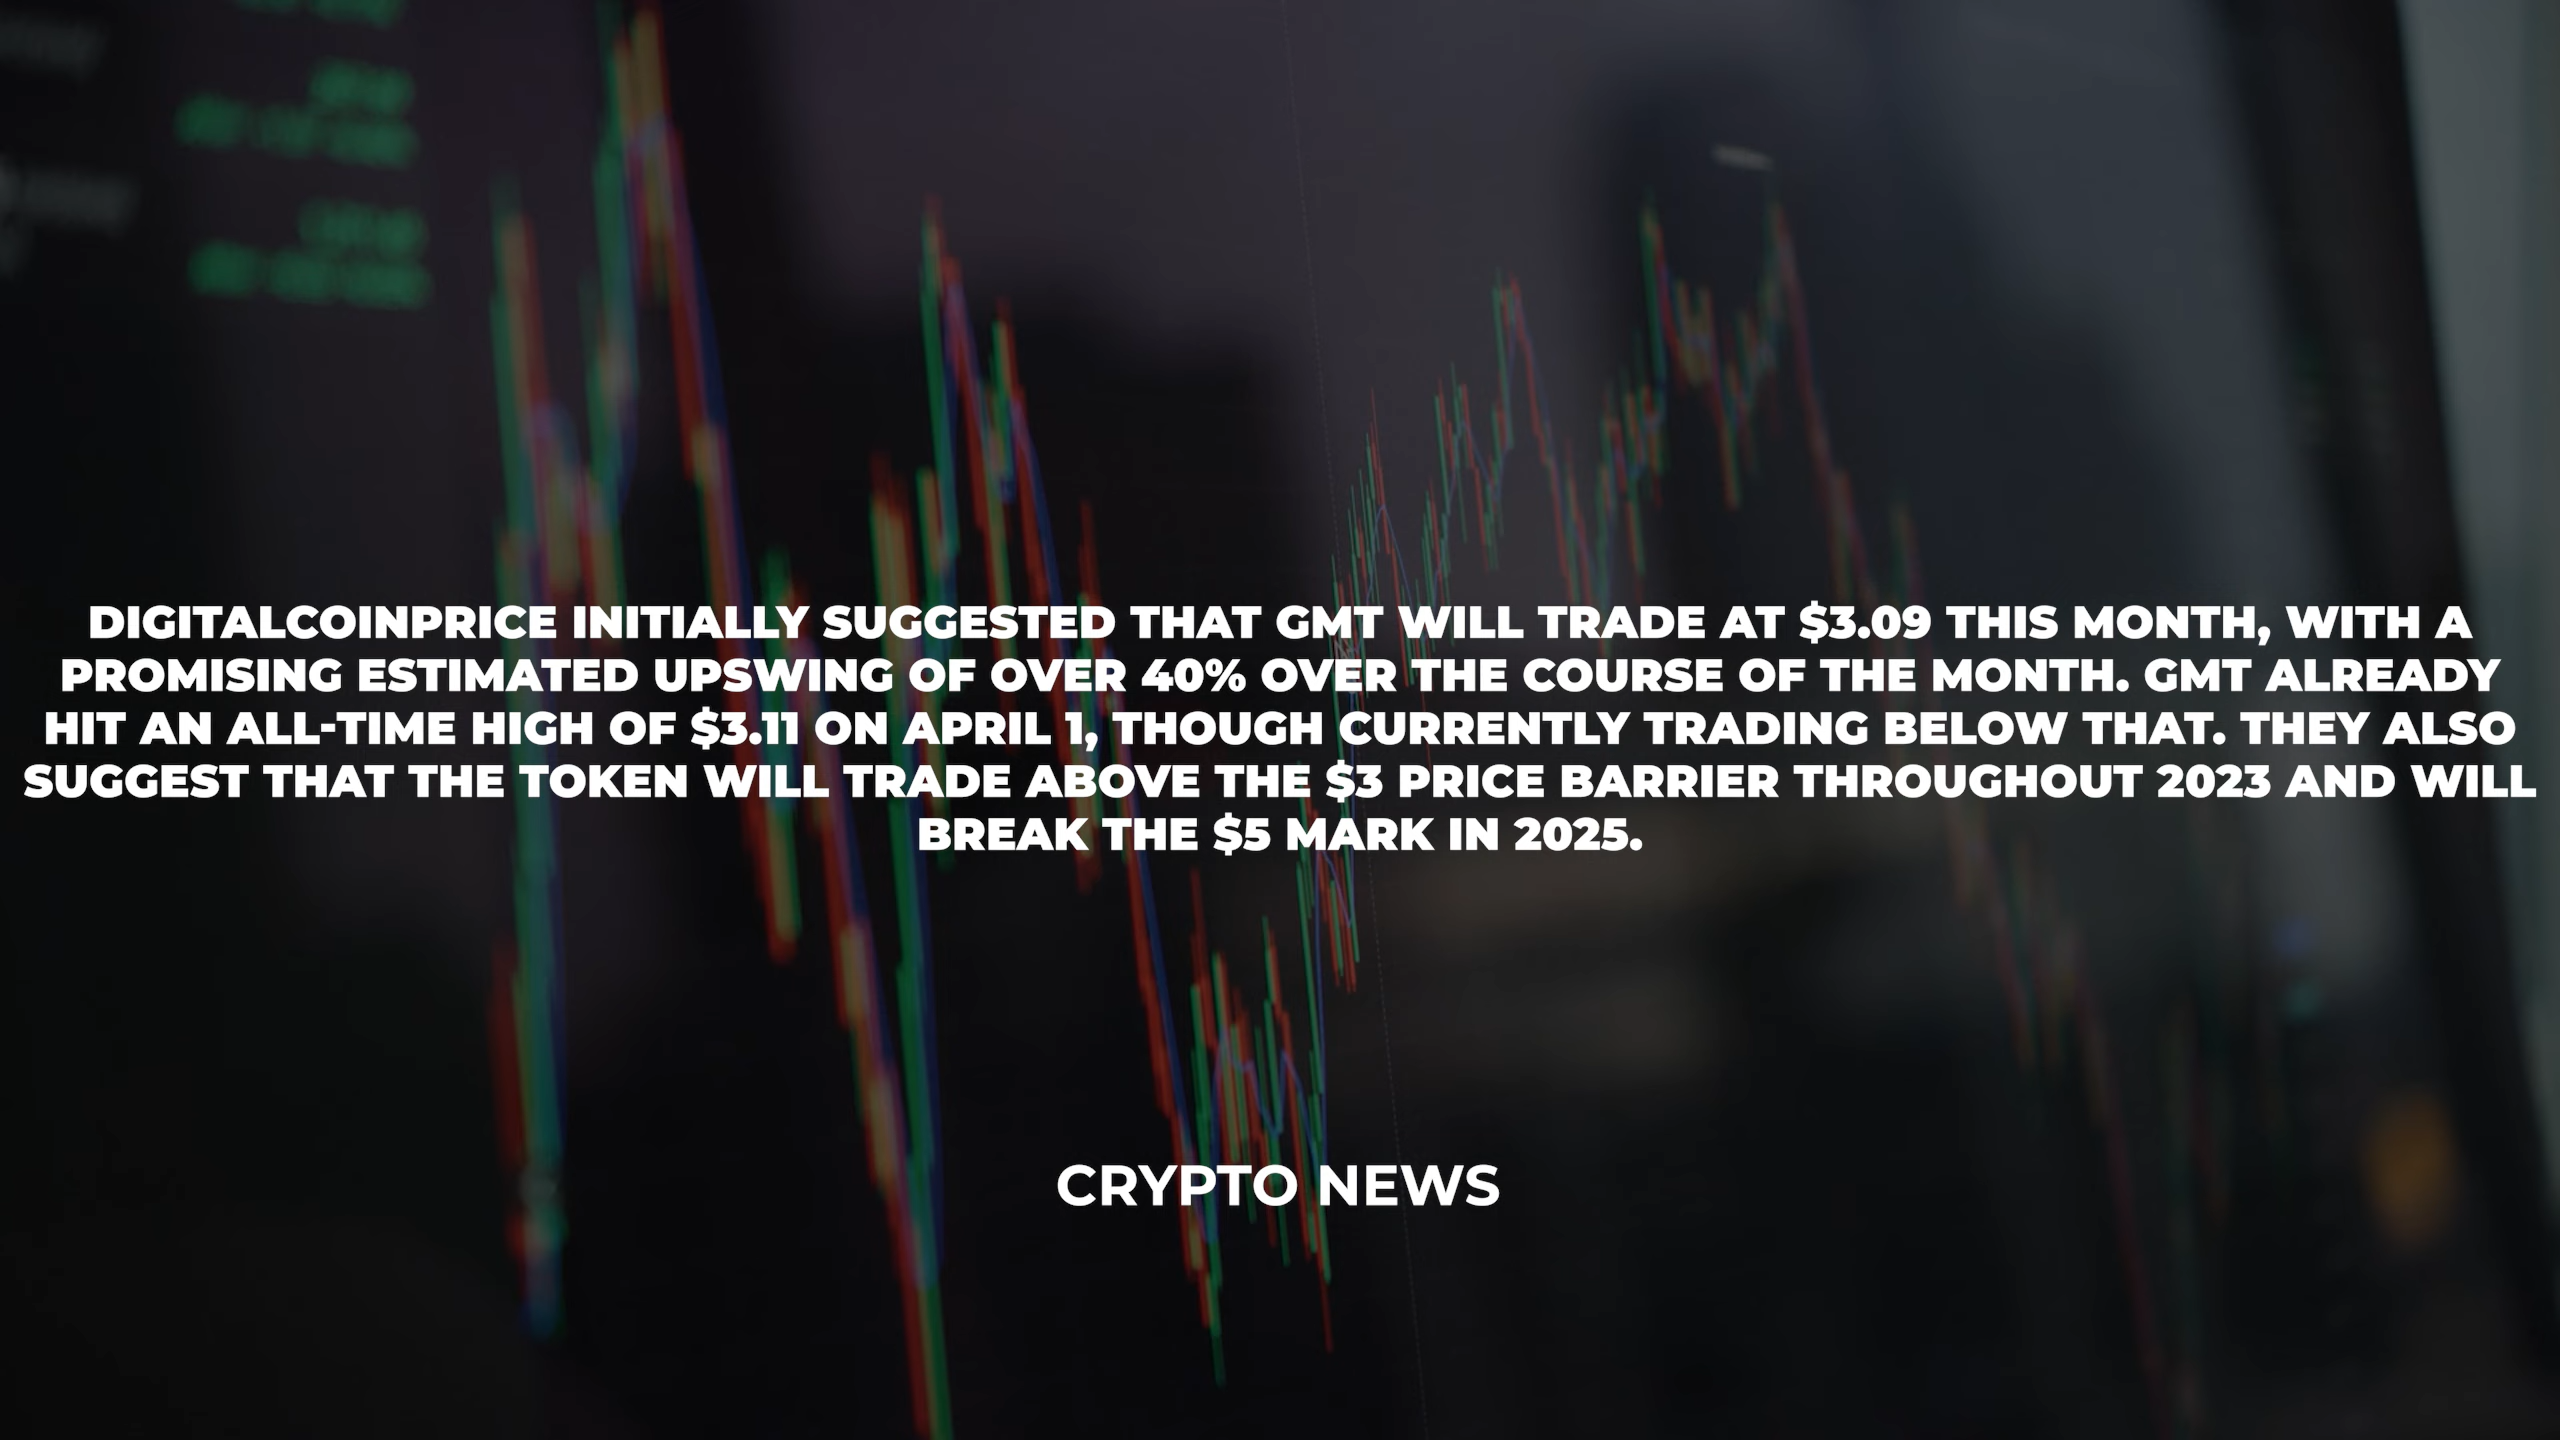 DIGITALCOINPRICE INITIALLY SUGGESTED THAT GMT WILL TRADE AT $3.09 THIS MONTH, WITH A
PROMISING ESTIMATED UPSWING OF OVER 40% OVER THE COURSE OF THE MONTH. GMT ALREADY
HIT AN ALL-TIME HIGH OF $3.11 ON APRIL 1, THOUGH CURRENTLY TRADING BELOW THAT. THEY ALSO
SUGGEST THAT THE TOKEN WILL TRADE ABOVE THE $3 PRICE BARRIER THROUGHOUT 2023 AND WILL
BREAK THE $5 MARK IN 2025.
CRYPTO NEWS